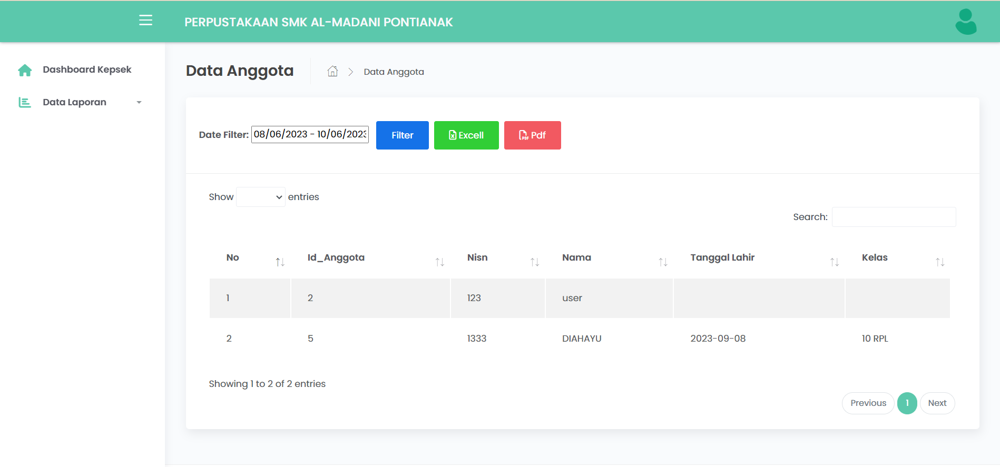 PERPUSTAKAAN SMK AL-MADANI PONTIANAK
Dashboard Kepsek
Data Laporan
Data Anggota
Data Anggota
Date Filter: 08/06/2023 - 10/06/2023 Filter Excell Pdf
Show entries
Search:
No Id_Anggota Nisn Nama Tanggal Lahir Kelas
1 2 123 user
2 5 1333 DIAHAYU 2023-09-08 10 RPL
Showing 1 to 2 of 2 entries
Previous 1 Next